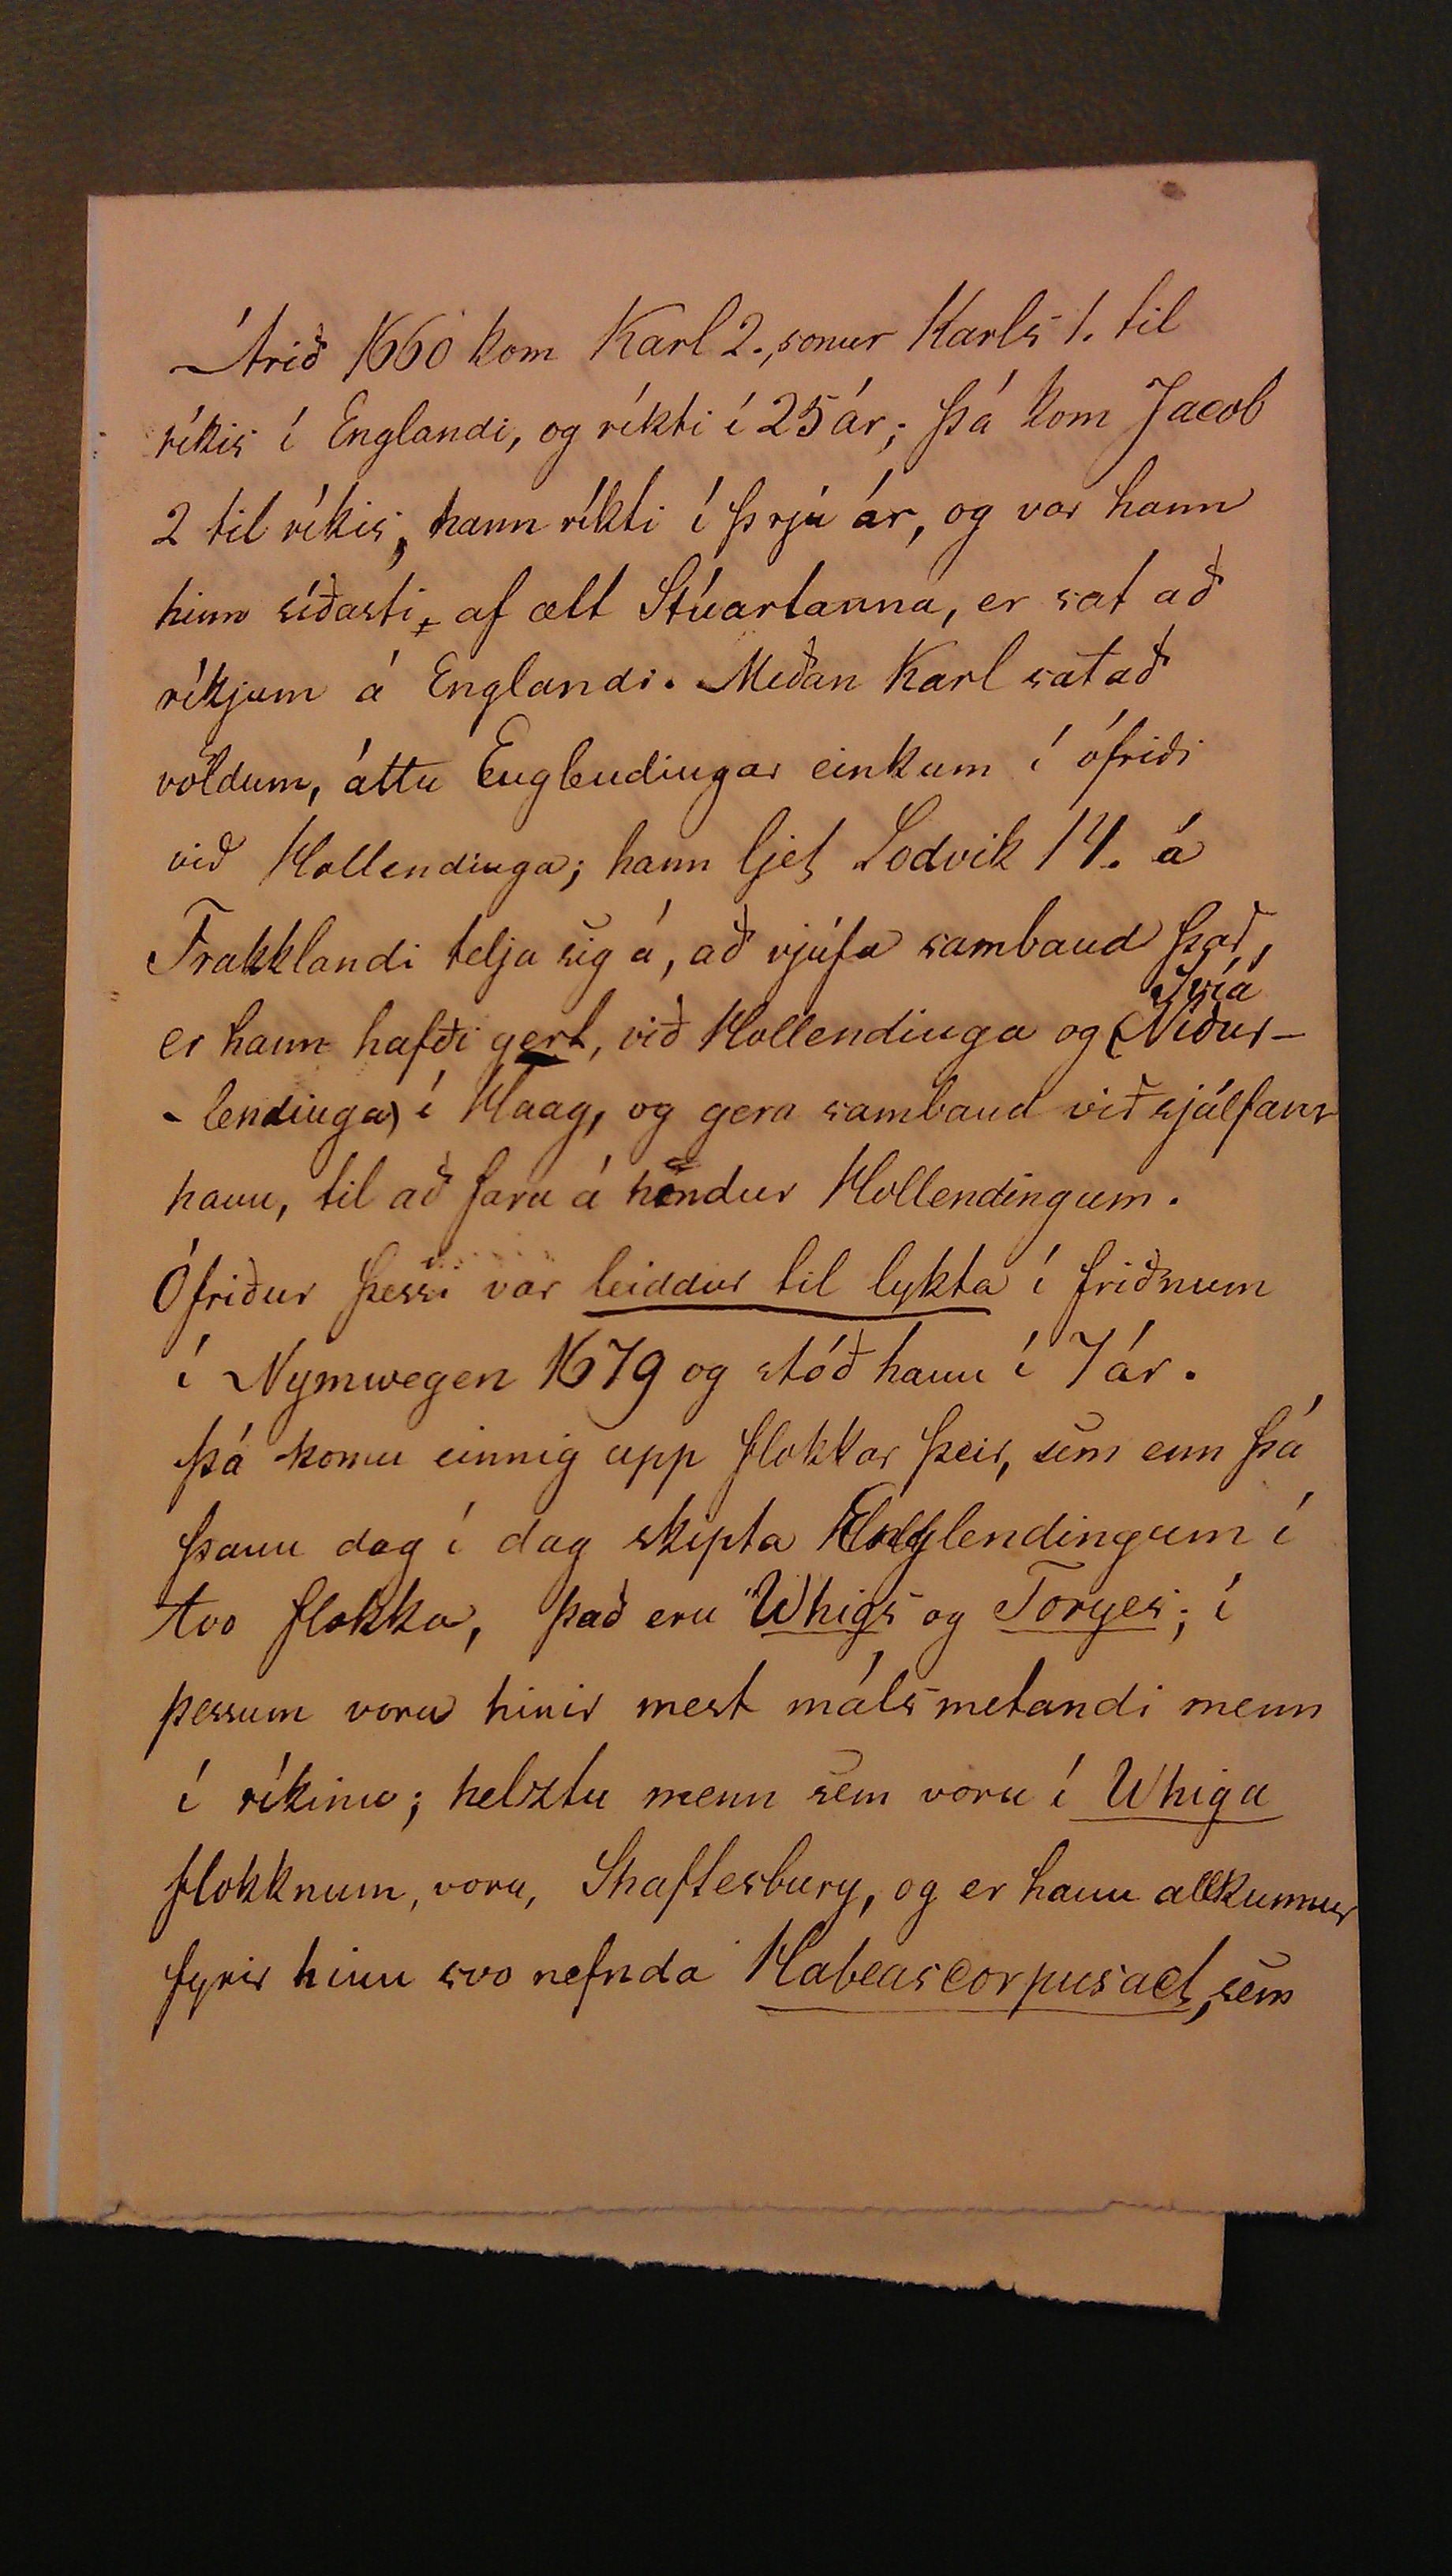 Árið 1660 kom Karl 2., sonur Karls 1. til
ríkis í Englandi, og ríkti í 25 ár; þá kom Jacob
2 til ríkis, hann ríkti í þrjú ár, og var hann
hinn síðasti, af ætt Stúartanna, er sat að
ríkjum á Englandi. Meðan Karl sat að
völdum, áttu Englendingar einkum í ófriði
við Hollendinga; hann ljet Lodvik 14. á
Frakklandi telja sig á, að rjúfa samband það,
Svía
er hann hafði gert, við Hollendinga og (Niður-
-lendinga) í Haag, og gera samband við sjálfann
hann, til að fara á hendur Hollendingum.
Ófriður þessi var leiddur til lykta í friðnum
í Nymwegen 1679 og stóð hann í 7 ár.
Þá komu einnig upp flokkar þeir, sem enn þá
þann dag í dag skipta Englendingum í
tvo flokka, það eru Whigs og Toryes; í
þessum voru hinir mest máls metandi menn
í ríkinu; helztu menn sem voru í Whiga
flokknum, voru, Shaftesbury, og er hann allkunnur
fyrir hinn svo nefnda Habeascorpusact, sem